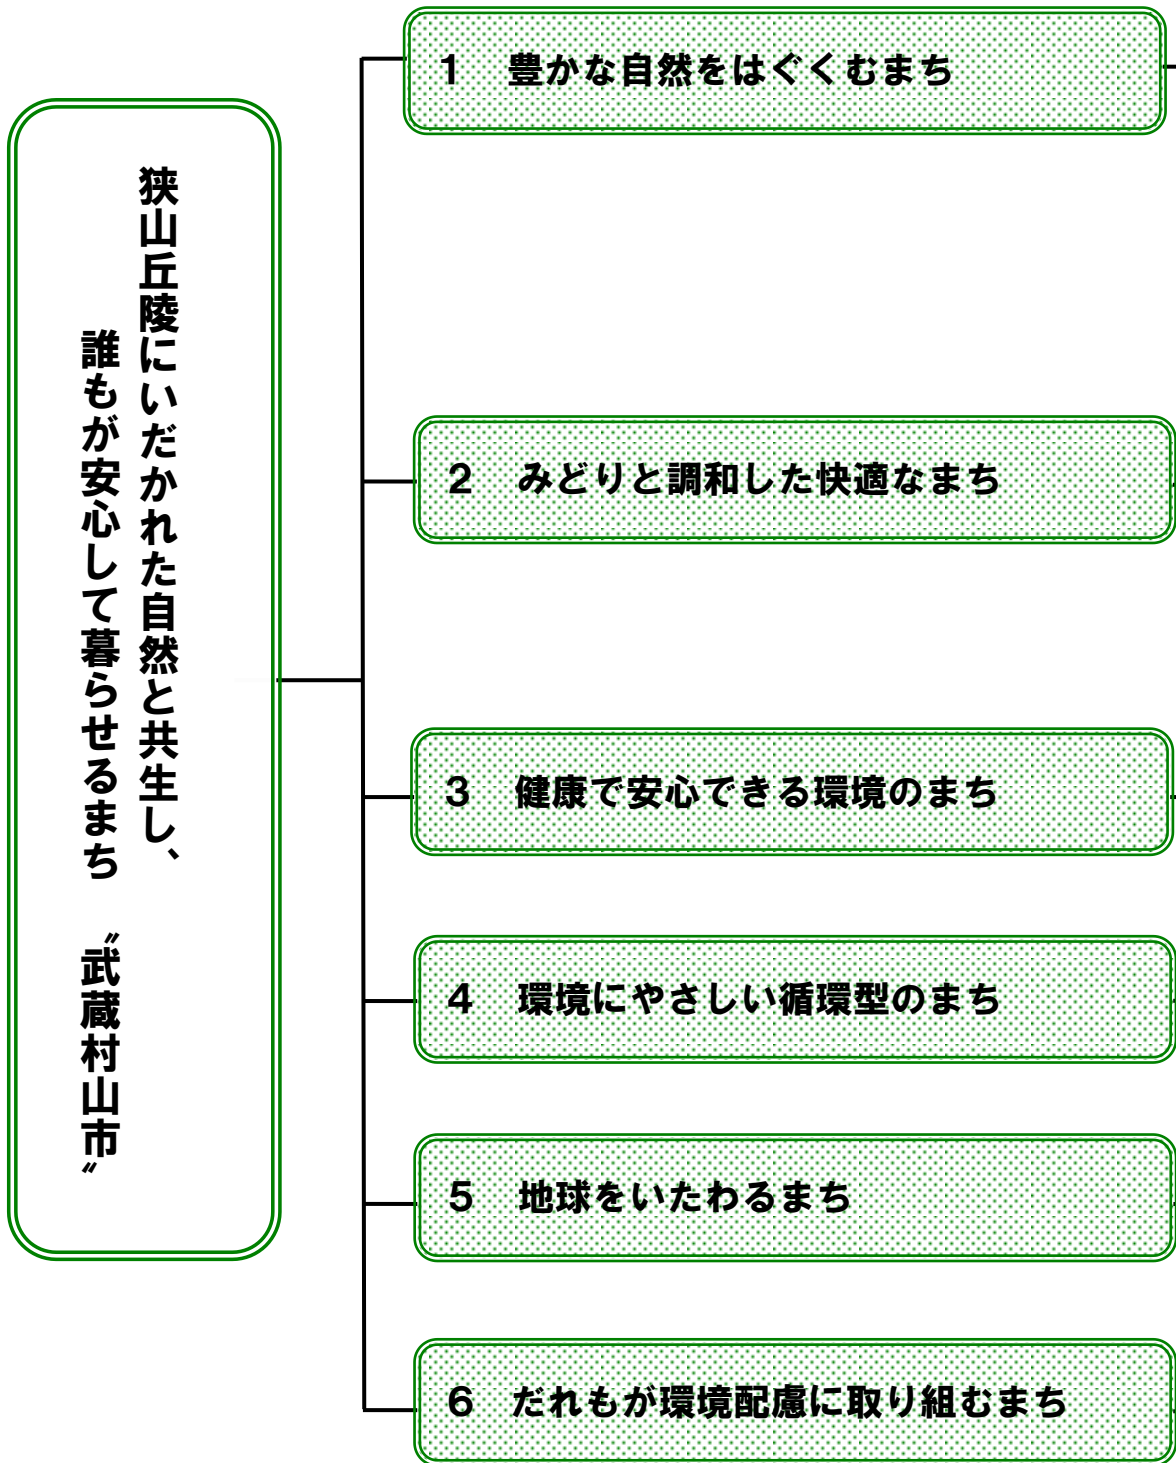 狭山丘陵にいだかれた自然と共生し、
誰もが安心して暮らせるまち　〝武蔵村山市〟
1　豊かな自然をはぐくむまち
2　みどりと調和した快適なまち
3　健康で安心できる環境のまち
4　環境にやさしい循環型のまち
5　地球をいたわるまち
6　だれもが環境配慮に取り組むまち